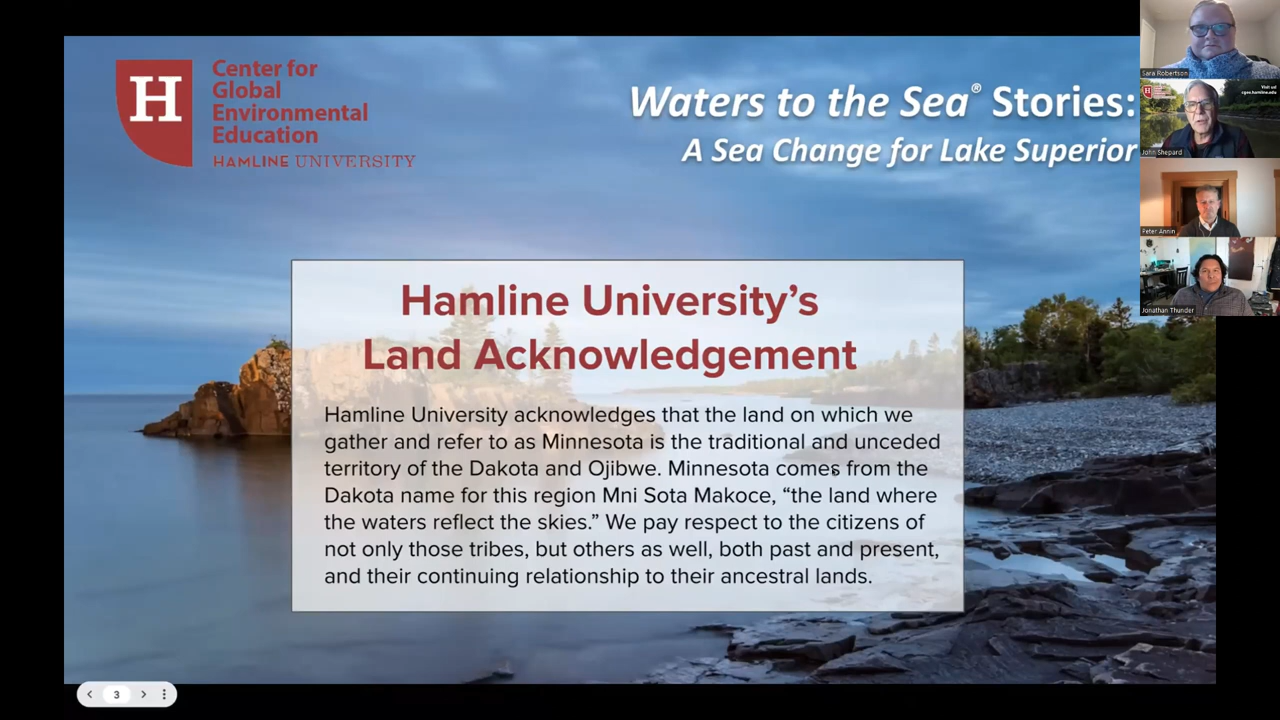 Center for
Global
Environmental
Education
HAMLINE UNIVERSITY
H
Waters to the Sea® Stories:
A Sea Change for Lake Superior
Hamline University’s
Land Acknowledgement
Hamline University acknowledges that the land on which we
gather and refer to as Minnesota is the traditional and unceded
territory of the Dakota and Ojibwe. Minnesota comes from the
Dakota name for this region Mni Sota Makoce, “the land where
the waters reflect the skies.” We pay respect to the citizens of
not only those tribes, but others as well, both past and present,
and their continuing relationship to their ancestral lands.
Sara Robertson
Visit us!
cgee.hamline.edu
John Shepard
Peter Annin
Jonathan Thunder
3